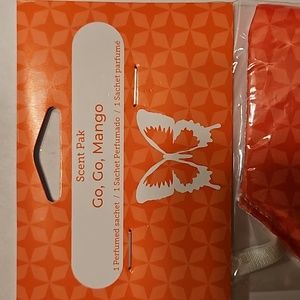 Scent Pak
Go, Go, Mango
1 Perfumed sachet / 1 Sachet Perfumado / 1 Sachet parfumé